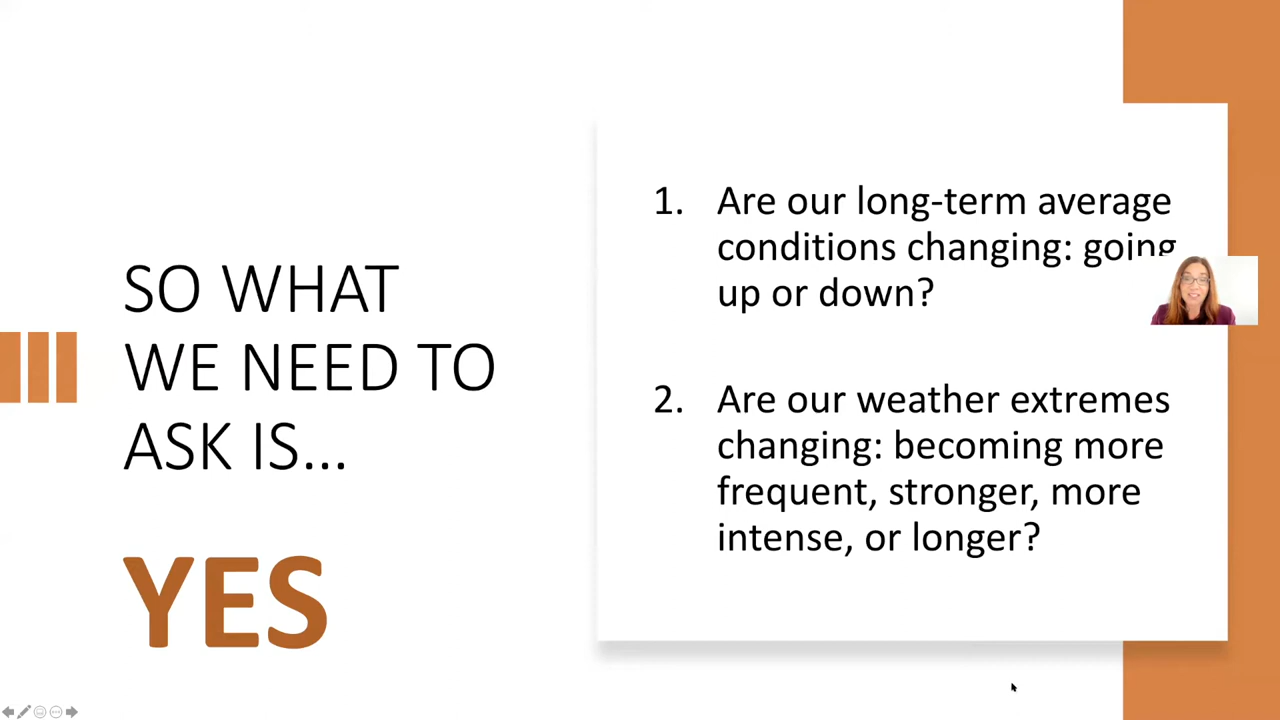 SO WHAT
WE NEED TO
ASK IS...
YES
1. Are our long-term average
conditions changing: going
up or down?
2. Are our weather extremes
changing: becoming more
frequent, stronger, more
intense, or longer?